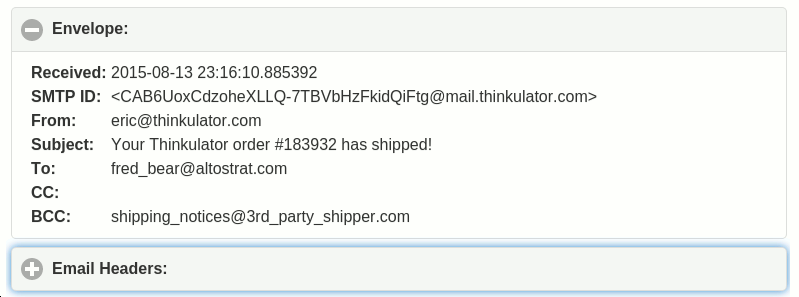 Envelope:
Received: 2015-08-13 23:16:10.885392
SMTP ID: <CAB6UoxCdzoheXLLQ-7TBVbHzFkidQiFtg@mail.thinkulator.com>
From: eric@thinkulator.com
Subject: Your Thinkulator order #183932 has shipped!
To: fred_bear@altostrat.com
CC:
BCC: shipping_notices@3rd_party_shipper.com
Email Headers: